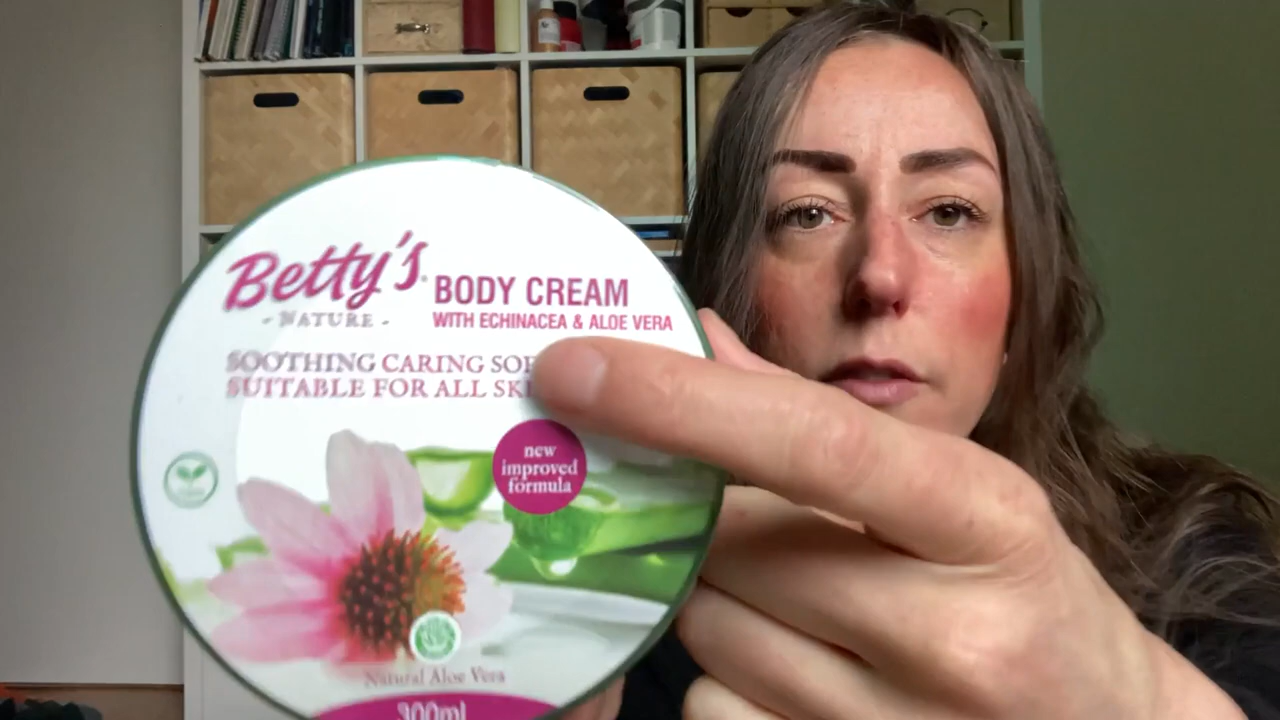 Betty's®
- NATURE -
BODY CREAM
WITH ECHINACEA & ALOE VERA
SOOTHING CARING
SUITABLE FOR ALL
new
improved
formula
Natural Aloe Vera
300ml